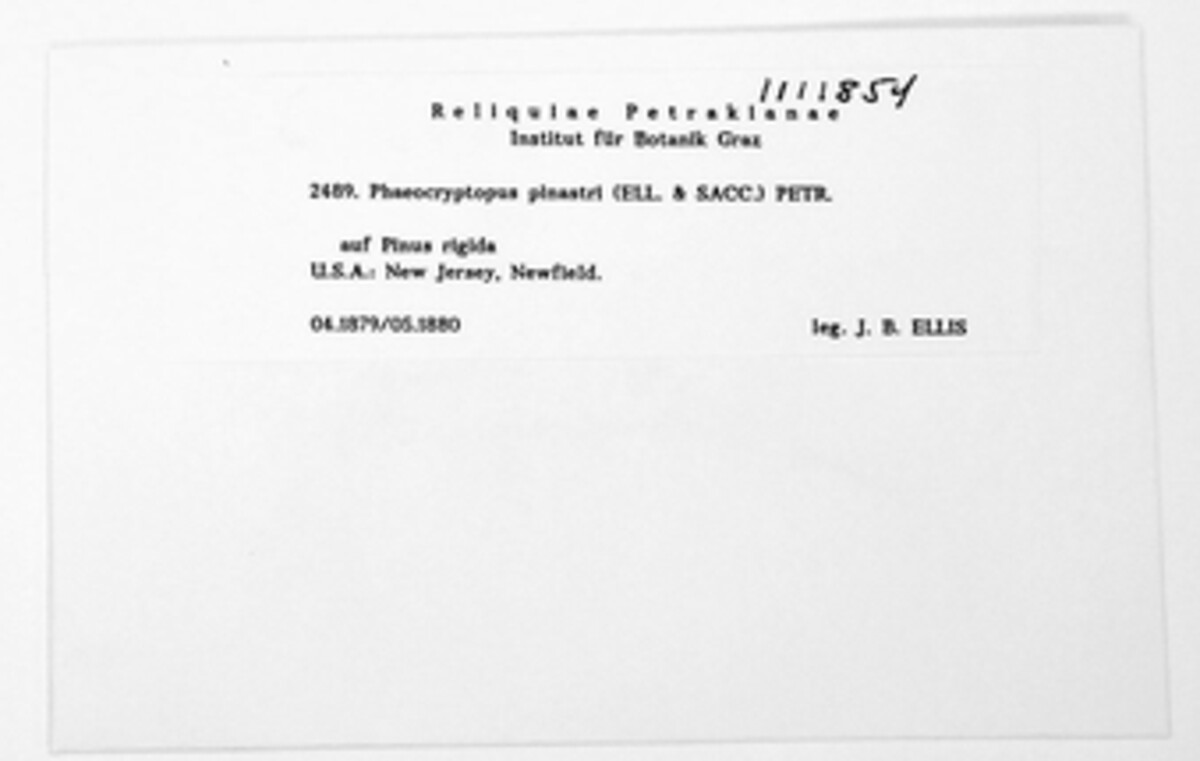 1111854
Reliquiae Petrakianae
Institut für Botanik Graz
2489. Phaeocryptopus pinastri (ELL. & SACC.) PETR.
auf Pinus rigida
U.S.A.: New Jersey, Newfield.
04.1879/05.1880
leg. J. B. ELLIS